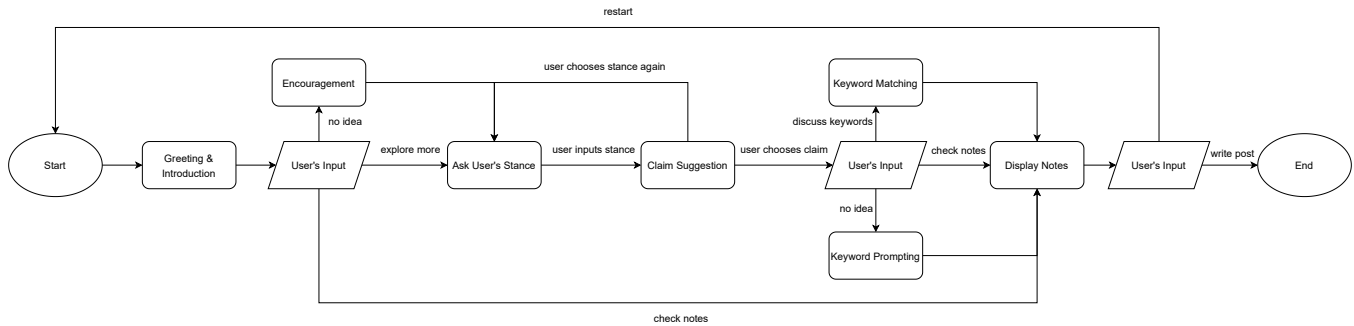 restart
Encouragement
user chooses stance again
Keyword Matching
no idea
discuss keywords
Start
Greeting &
Introduction
User's Input
explore more
Ask User's Stance
user inputs stance
Claim Suggestion
user chooses claim
User's Input
check notes
Display Notes
User's Input
write post
End
no idea
Keyword Prompting
check notes